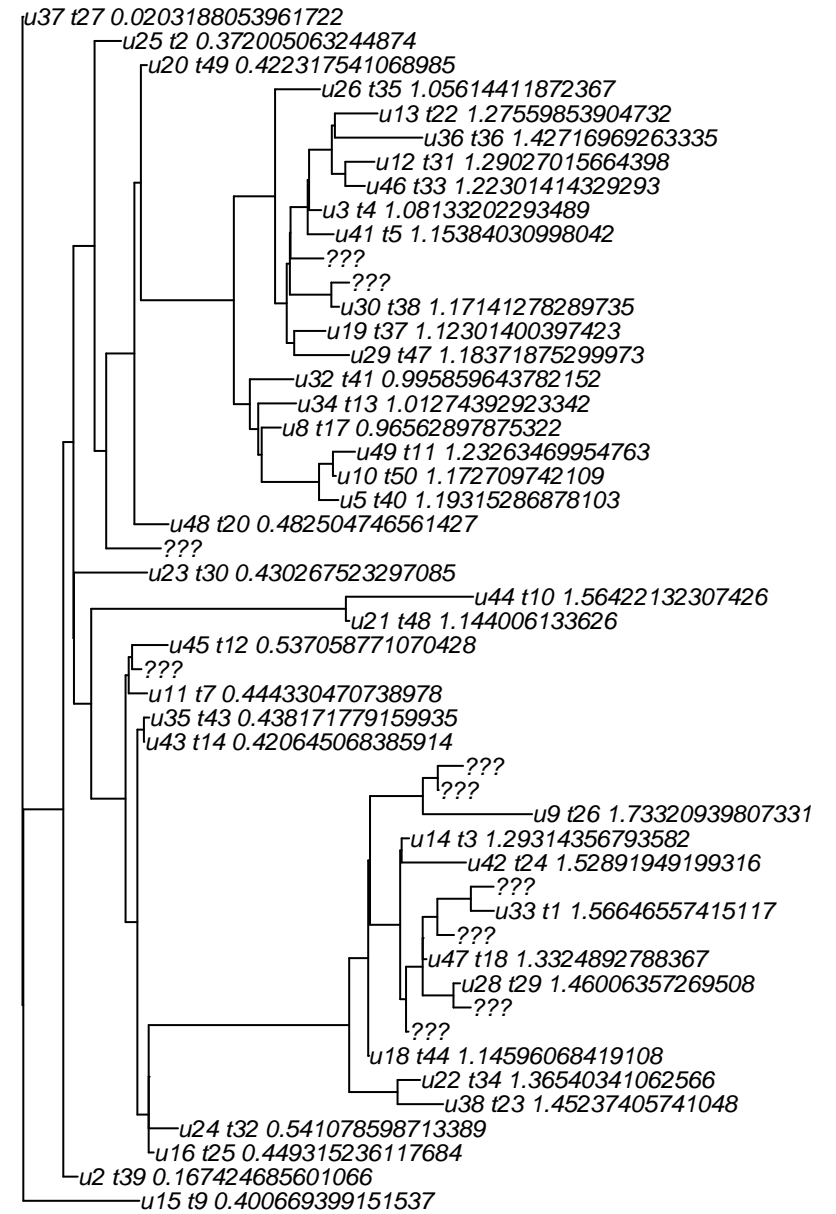 u37 t27 0.0203188053961722
u25 t2 0.372005063244874
u20 t49 0.422317541068985
u26 t35 1.05614411872367
u13 t22 1.27559853904732
u36 t36 1.42716969263335
u12 t31 1.29027015664398
u46 t33 1.22301414329293
u3 t4 1.08133202293489
u41 t5 1.15384030998042
???
???
u30 t38 1.17141278289735
u19 t37 1.12301400397423
u29 t47 1.18371875299973
u32 t41 0.995859643782152
u34 t13 1.01274392923342
u8 t17 0.96562897875322
u49 t11 1.23263469954763
u10 t50 1.172709742109
u5 t40 1.19315286878103
u48 t20 0.482504746561427
???
u23 t30 0.430267523297085
u44 t10 1.56422132307426
u21 t48 1.144006133626
u45 t12 0.537058771070428
???
u11 t7 0.444330470738978
u35 t43 0.438171779159935
u43 t14 0.420645068385914
???
???
u9 t26 1.73320939807331
u14 t3 1.29314356793582
u42 t24 1.52891949199316
???
u33 t1 1.56646557415117
???
u47 t18 1.3324892788367
u28 t29 1.46006357269508
???
???
u18 t44 1.14596068419108
u22 t34 1.36540341062566
u38 t23 1.45237405741048
u24 t32 0.541078598713389
u16 t25 0.449315236117684
u2 t39 0.167424685601066
u15 t9 0.400669399151537